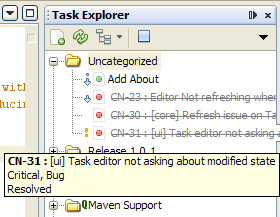 Task Explorer
with
ducin
Uncategorized
Add About
CN-23 : Editor Not refreshing when
CN-30 : [core] Refresh issue on Ta
CN-31 : [ui] Task editor not asking a
Release 1.0.1
CN-31 : [ui] Task editor not asking about modified state
Critical, Bug
Resolved
Maven Support